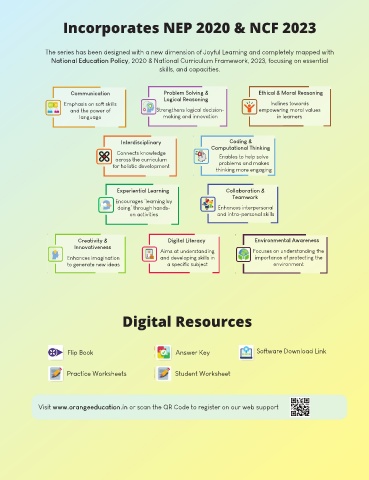 Incorporates NEP 2020 & NCF 2023
The series has been designed with a new dimension of Joyful Learning and completely mapped with
National Education Policy, 2020 & National Curriculum Framework, 2023, focusing on essential
skills, and capacities.
Communication
Emphasis on soft skills
and the power of
language
Problem Solving &
Logical Reasoning
Strengthens logical decision-
making and innovation
Ethical & Moral Reasoning
Inclines towards
empowering moral values
in learners
Interdisciplinary
Connects knowledge
across the curriculum
for holistic development
Coding &
Computational Thinking
Enables to help solve
problems and makes
thinking more engaging
Experiential Learning
Encourages 'learning by
doing' through hands-
on activities
Collaboration &
Teamwork
Enhances interpersonal
and intra-personal skills
Creativity &
Innovativeness
Enhances imagination
to generate new ideas
Digital Literacy
Aims at understanding
and developing skills in
a specific subject
Environmental Awareness
Focuses on understanding the
importance of protecting the
environment
Digital Resources
Flip Book
Answer Key
Software Download Link
Practice Worksheets
Student Worksheet
Visit www.orangeeducation.in or scan the QR Code to register on our web support